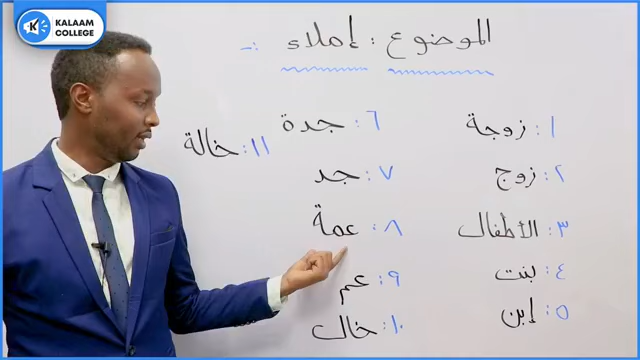 KALAAM
COLLEGE
الموضوع : إملاء :-
١: زوجة
٢: زوج
٣: الأطفال
٤: بنت
٥: إبن
٦: جدة
٧: جد
٨: عمة
٩: عم
١٠: خال
١١: خالة